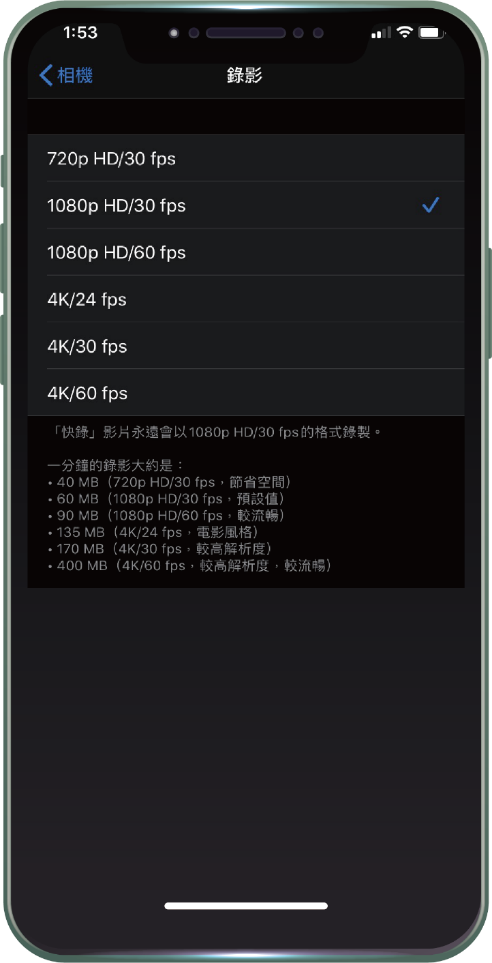 1:53
相機
錄影
720p HD/30 fps
1080p HD/30 fps
1080p HD/60 fps
4K/24 fps
4K/30 fps
4K/60 fps
「快錄」影片永遠會以1080p HD/30 fps的格式錄製。
一分鐘的錄影大約是：
• 40 MB（720p HD/30 fps，節省空間）
• 60 MB（1080p HD/30 fps，預設值）
• 90 MB（1080p HD/60 fps，較流暢）
• 135 MB（4K/24 fps，電影風格）
• 170 MB（4K/30 fps，較高解析度）
• 400 MB（4K/60 fps，較高解析度，較流暢）